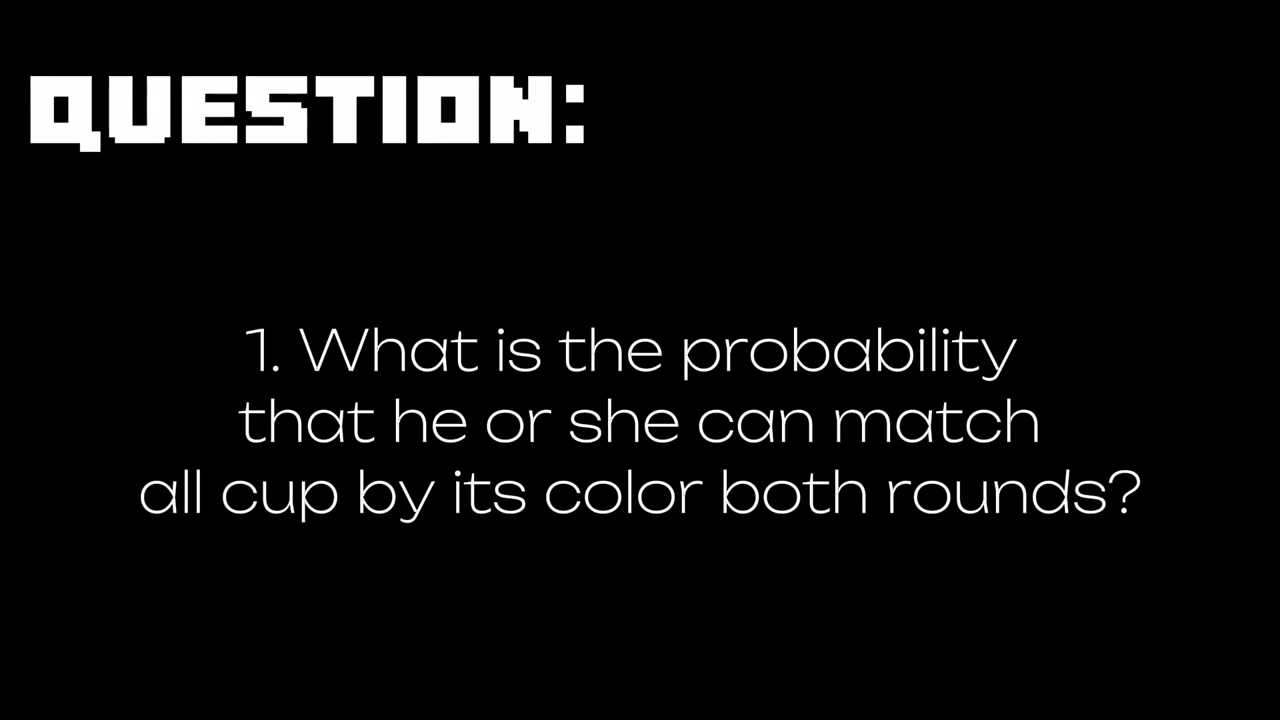 QUESTION:
1. What is the probability
that he or she can match
all cup by its color both rounds?